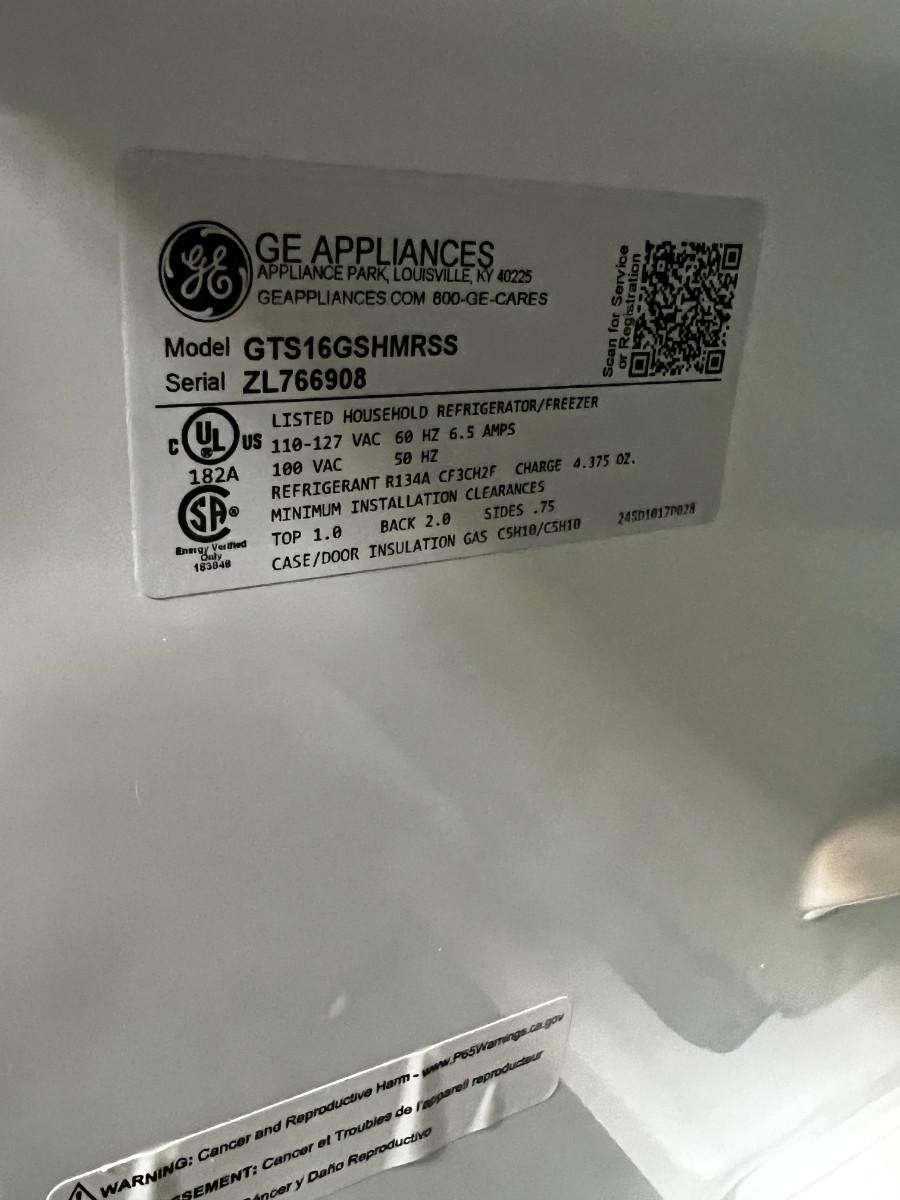 GE APPLIANCES
APPLIANCE PARK, LOUISVILLE, KY 40225
GEAPPLIANCES.COM 800-GE-CARES
Scan for Service
or Registration
Model GTS16GSHMRSS
Serial ZL766908
C UL US
182A
SA®
Energy Verified
Only
183848
LISTED HOUSEHOLD REFRIGERATOR/FREEZER
110-127 VAC 60 HZ 6.5 AMPS
100 VAC 50 HZ
REFRIGERANT R134A CF3CH2F CHARGE 4.375 OZ.
MINIMUM INSTALLATION CLEARANCES
TOP 1.0 BACK 2.0 SIDES .75
CASE/DOOR INSULATION GAS C5H10/C5H10
245D1017P028
WARNING: Cancer and Reproductive Harm - www.P65Warnings.ca.gov
SSEMENT: Cancer et Troubles de l'appareil reproducteur
Cáncer y Daño Reproductivo